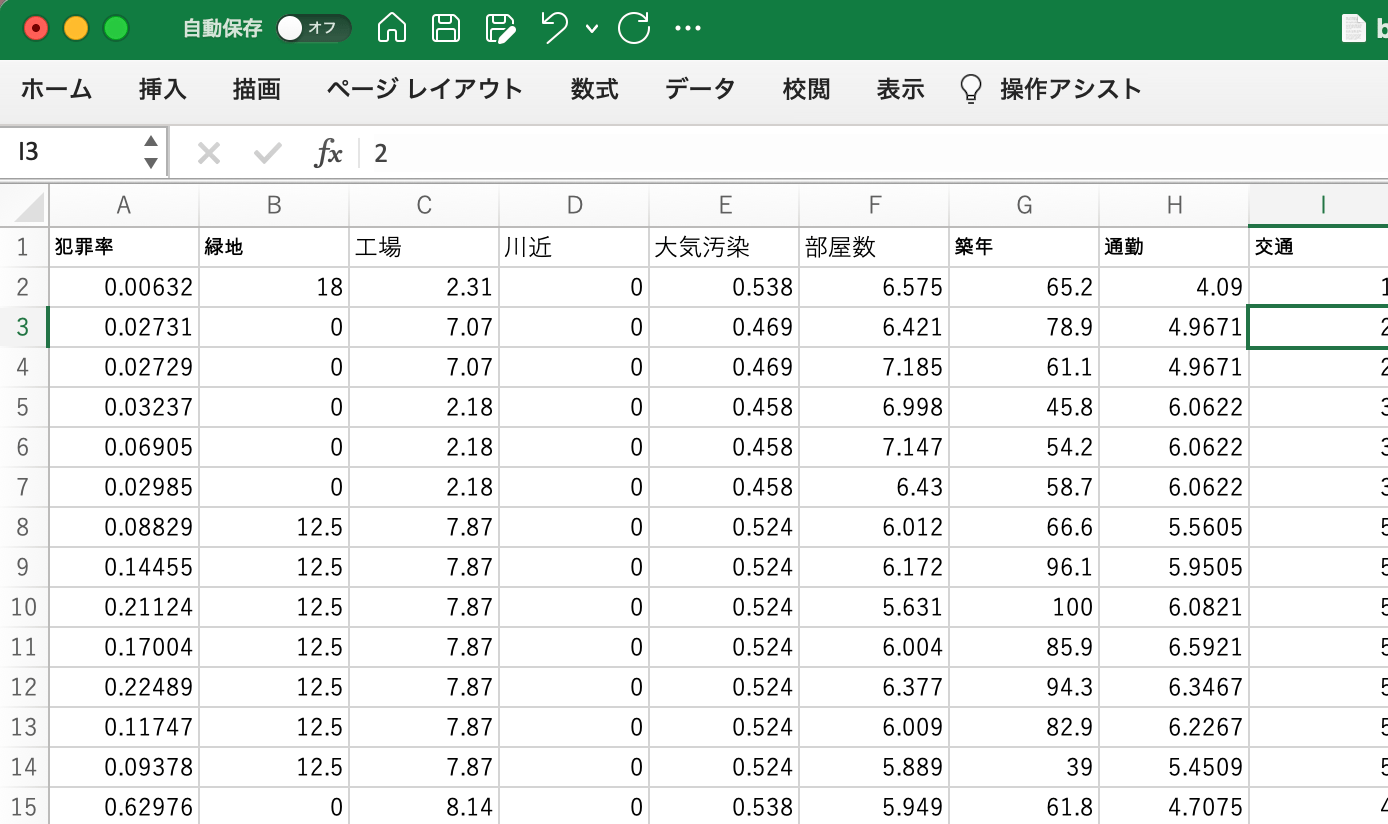 自動保存 オフ
ホーム 挿入 描画 ページ レイアウト 数式 データ 校閲 表示 操作アシスト
I3 fx 2
A B C D E F G H I
1 犯罪率 緑地 工場 川近 大気汚染 部屋数 築年 通勤 交通
2 0.00632 18 2.31 0 0.538 6.575 65.2 4.09 1
3 0.02731 0 7.07 0 0.469 6.421 78.9 4.9671 2
4 0.02729 0 7.07 0 0.469 7.185 61.1 4.9671 2
5 0.03237 0 2.18 0 0.458 6.998 45.8 6.0622 3
6 0.06905 0 2.18 0 0.458 7.147 54.2 6.0622 3
7 0.02985 0 2.18 0 0.458 6.43 58.7 6.0622 3
8 0.08829 12.5 7.87 0 0.524 6.012 66.6 5.5605 5
9 0.14455 12.5 7.87 0 0.524 6.172 96.1 5.9505 5
10 0.21124 12.5 7.87 0 0.524 5.631 100 6.0821 5
11 0.17004 12.5 7.87 0 0.524 6.004 85.9 6.5921 5
12 0.22489 12.5 7.87 0 0.524 6.377 94.3 6.3467 5
13 0.11747 12.5 7.87 0 0.524 6.009 82.9 6.2267 5
14 0.09378 12.5 7.87 0 0.524 5.889 39 5.4509 5
15 0.62976 0 8.14 0 0.538 5.949 61.8 4.7075 4